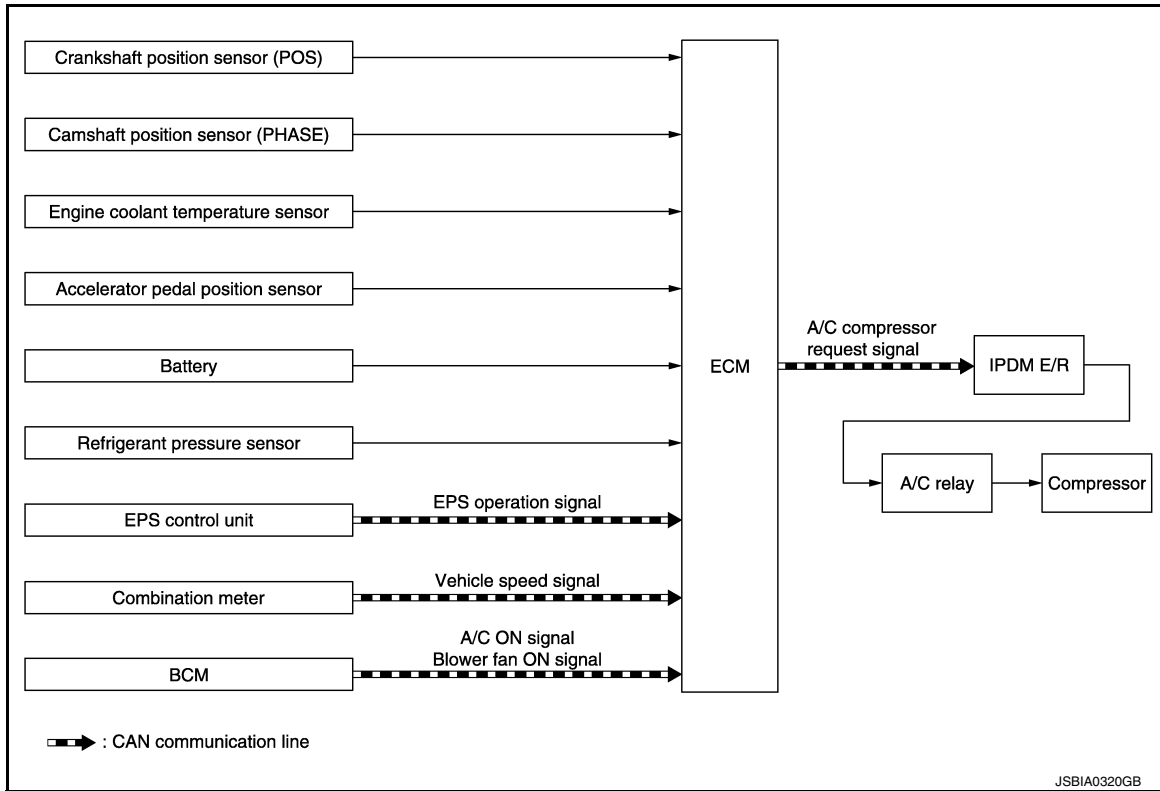 Crankshaft position sensor (POS)
Camshaft position sensor (PHASE)
Engine coolant temperature sensor
Accelerator pedal position sensor
Battery
Refrigerant pressure sensor
EPS control unit
EPS operation signal
Combination meter
Vehicle speed signal
BCM
A/C ON signal
Blower fan ON signal
ECM
A/C compressor
request signal
IPDM E/R
A/C relay
Compressor
: CAN communication line
JSBIA0320GB